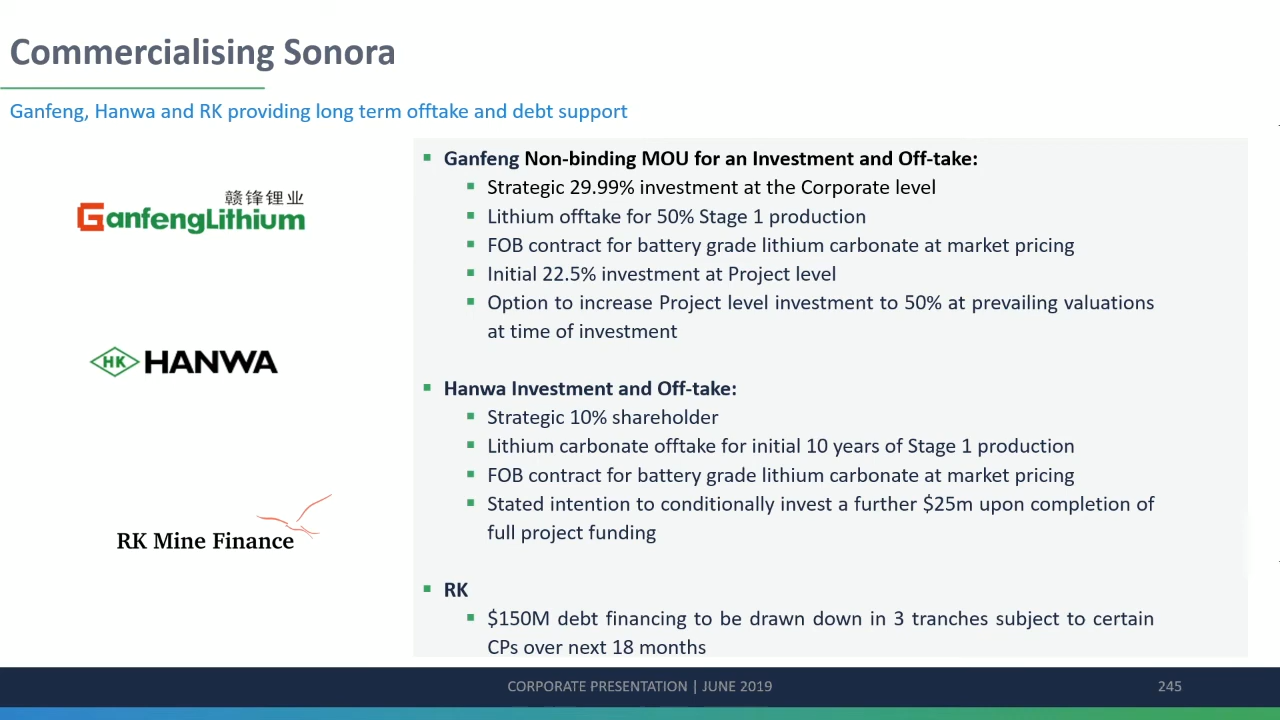 Commercialising Sonora
Ganfeng, Hanwa and RK providing long term offtake and debt support
赣锋锂业
GanfengLithium
HK HANWA
RK Mine Finance
Ganfeng Non-binding MOU for an Investment and Off-take:
Strategic 29.99% investment at the Corporate level
Lithium offtake for 50% Stage 1 production
FOB contract for battery grade lithium carbonate at market pricing
Initial 22.5% investment at Project level
Option to increase Project level investment to 50% at prevailing valuations
at time of investment
Hanwa Investment and Off-take:
Strategic 10% shareholder
Lithium carbonate offtake for initial 10 years of Stage 1 production
FOB contract for battery grade lithium carbonate at market pricing
Stated intention to conditionally invest a further $25m upon completion of
full project funding
RK
$150M debt financing to be drawn down in 3 tranches subject to certain
CPs over next 18 months
CORPORATE PRESENTATION | JUNE 2019
245